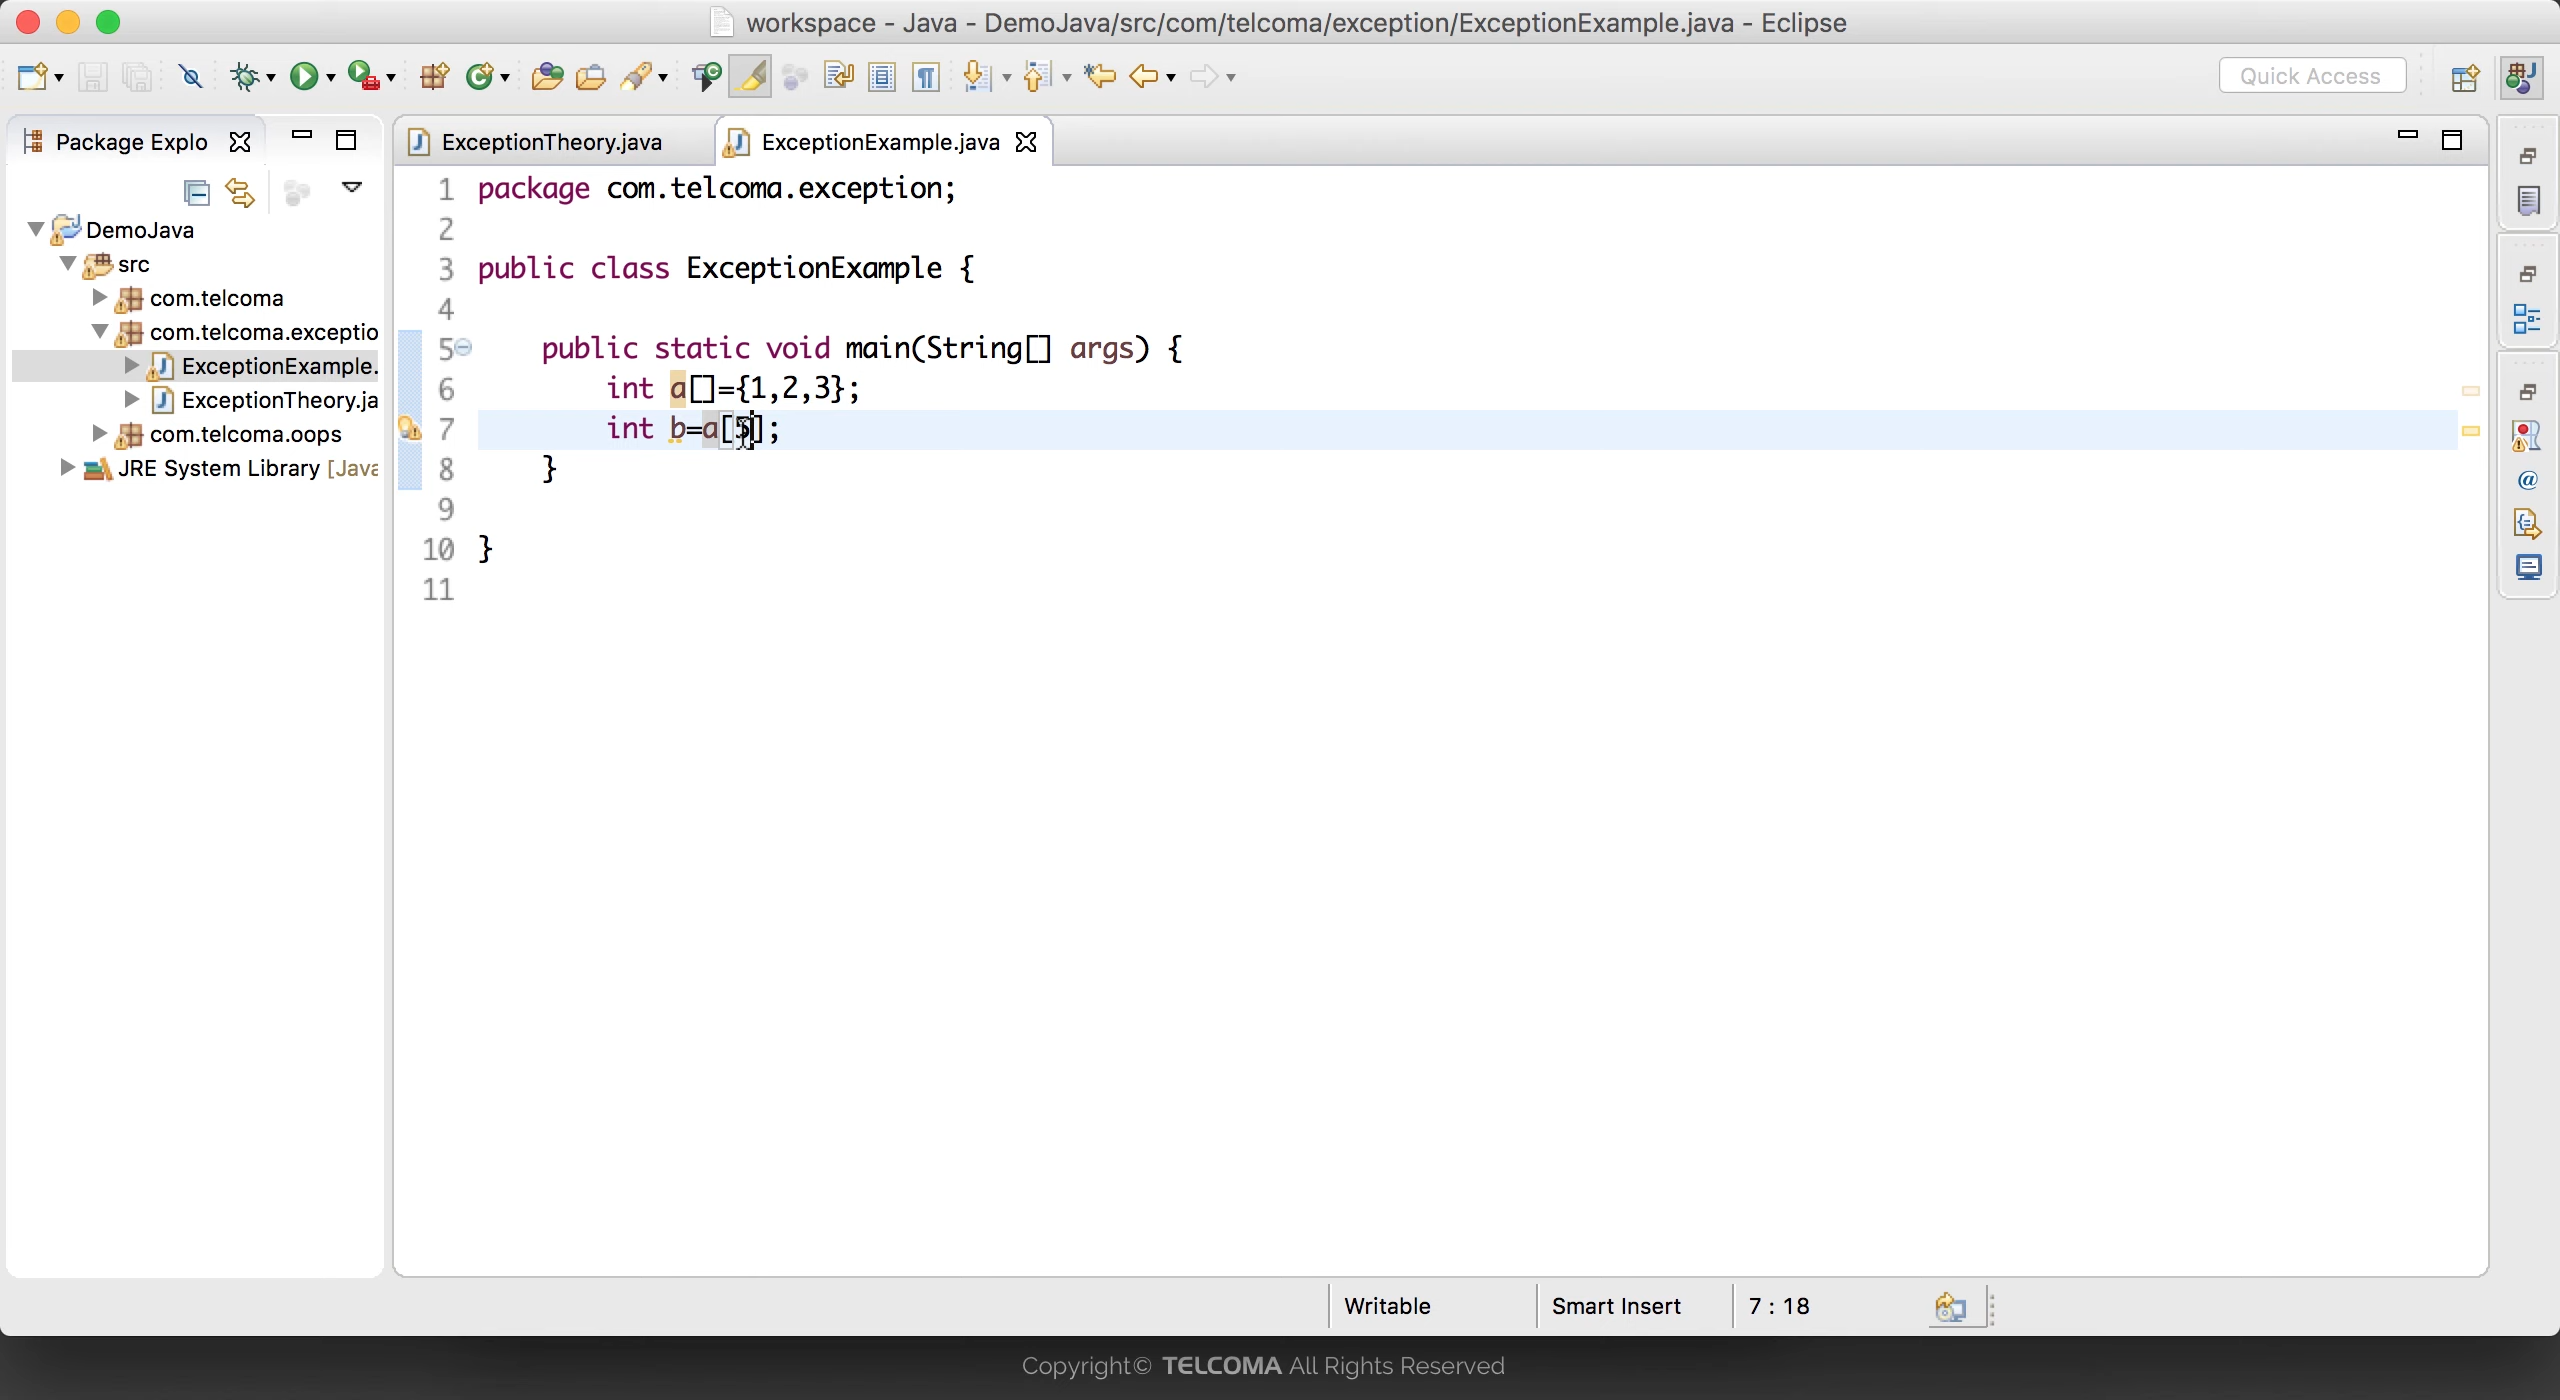 workspace - Java - DemoJava/src/com/telcoma/exception/ExceptionExample.java - Eclipse
Quick Access
Package Explo
ExceptionTheory.java
ExceptionExample.java
DemoJava
src
com.telcoma
com.telcoma.exceptio
ExceptionExample.
ExceptionTheory.ja
com.telcoma.oops
JRE System Library [Java
1 package com.telcoma.exception;
2
3 public class ExceptionExample {
4
5 public static void main(String[] args) {
6 int a[]={1,2,3};
7 int b=a[5];
8 }
9
10 }
11
Writable
Smart Insert
7 : 18
Copyright© TELCOMA All Rights Reserved